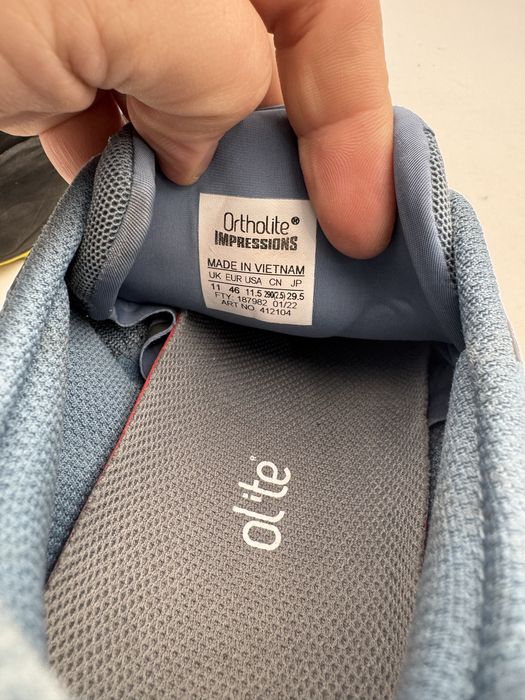 Ortholite®
IMPRESSIONS
MADE IN VIETNAM
UK EUR USA CN JP
11 46 11.5 290(2.5) 29.5
FTY: 187982 01/22
ART NO. 412104
olite